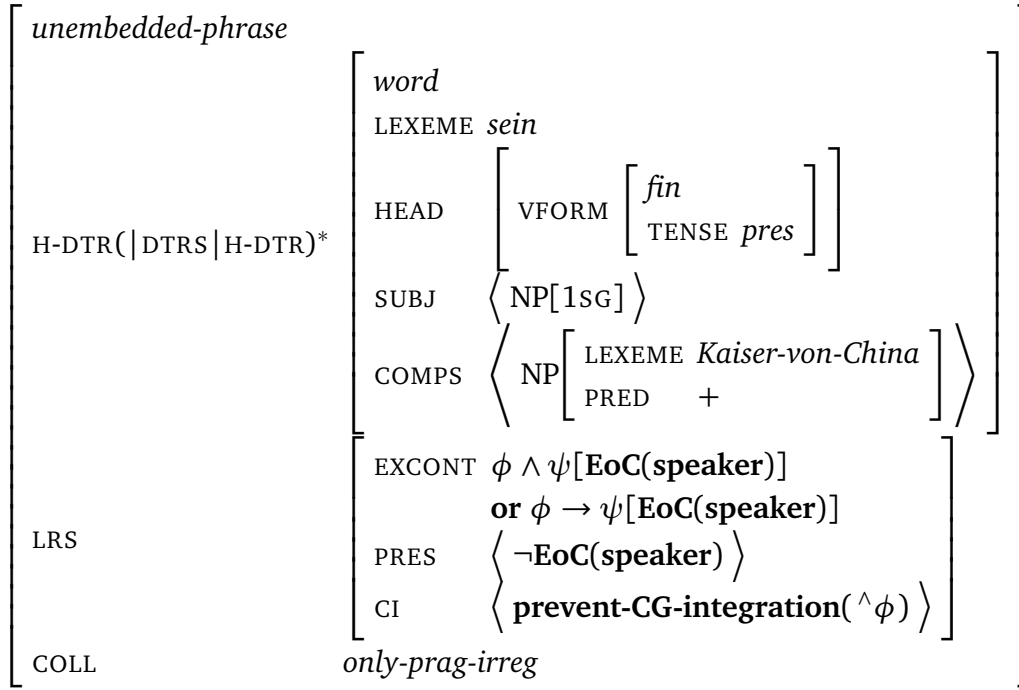 unembedded-phrase
word
LEXEME sein
HEAD VFORM fin
TENSE pres
H-DTR(|DTRS|H-DTR)*
SUBJ ⟨ NP[1SG] ⟩
COMPS ⟨ NP[ LEXEME Kaiser-von-China
PRED + ] ⟩
EXCONT ϕ ∧ ψ[EoC(speaker)]
or ϕ → ψ[EoC(speaker)]
LRS
PRES ⟨ ¬EoC(speaker) ⟩
CI ⟨ prevent-CG-integration(^ϕ) ⟩
COLL only-prag-irreg